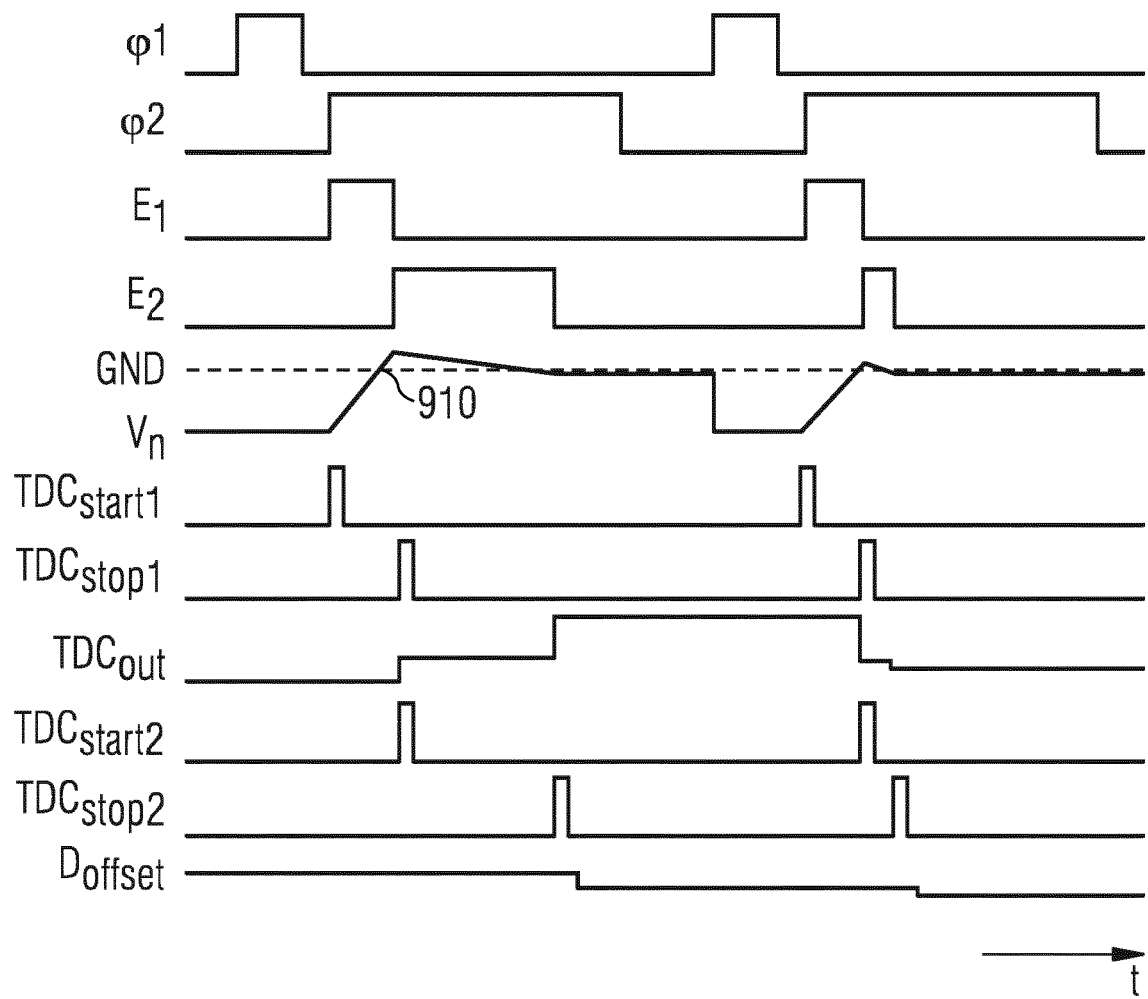 φ1
φ2
E1
E2
GND
910
Vn
TDCstart1
TDCstop1
TDCout
TDCstart2
TDCstop2
Doffset
t